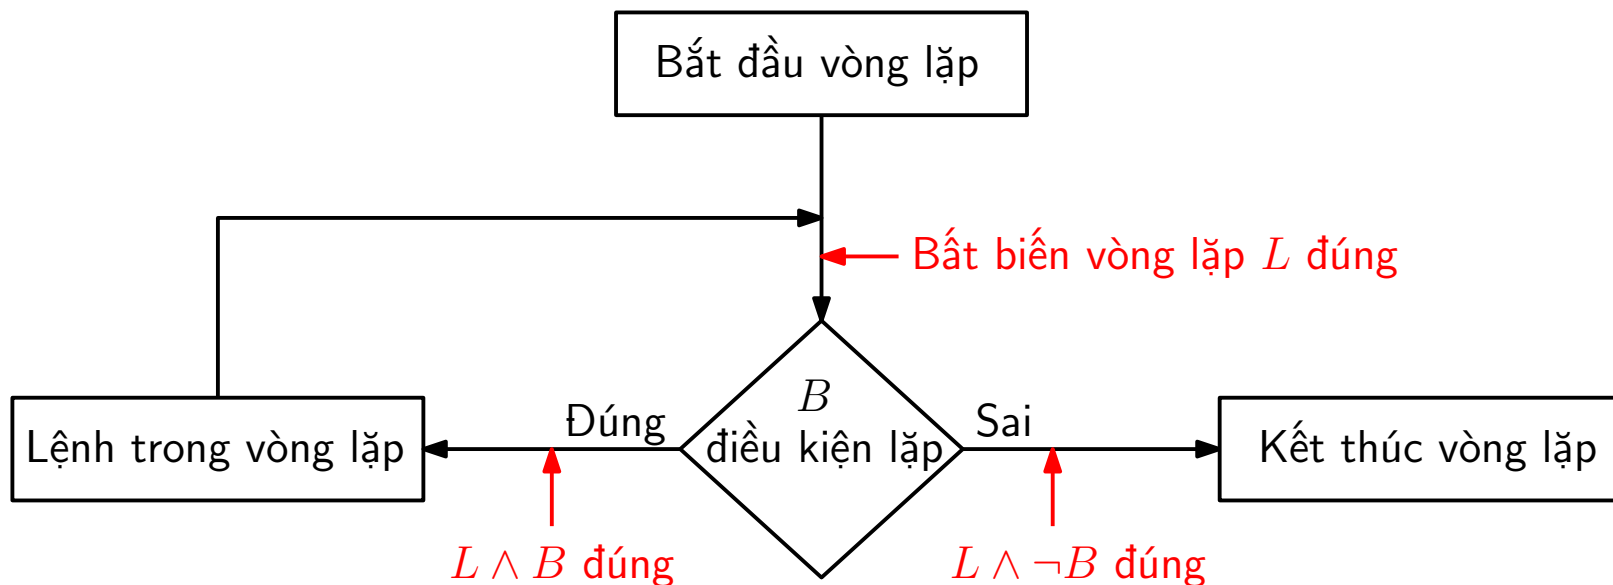 Bắt đầu vòng lặp
Bất biến vòng lặp L đúng
B
điều kiện lặp
Đúng
Sai
Lệnh trong vòng lặp
Kết thúc vòng lặp
L ∧ B đúng
L ∧ ¬B đúng